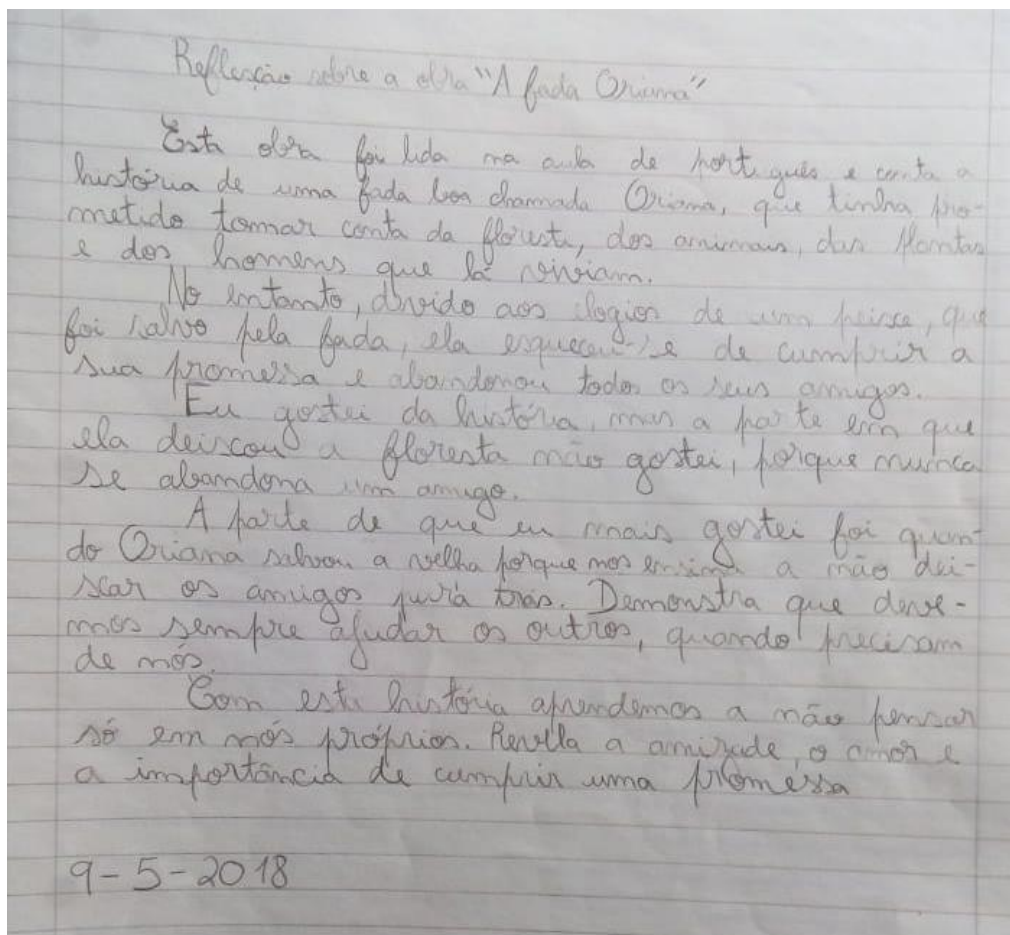 Reflexção sobre a obra "A fada Oriana"
Esta obra foi lida na aula de português e conta a
história de uma fada boa chamada Oriana, que tinha pro-
metido tomar conta da floresta, dos animais, das plantas
e dos homens que lá viviam.
No entanto, devido aos elogios de um peixe, que
foi salvo pela fada, ela esqueceu-se de cumprir a
sua promessa e abandonou todos os seus amigos.
Eu gostei da história, mas a parte em que
ela deixou a floresta não gostei, porque nunca
se abandona um amigo.
A parte de que eu mais gostei foi quan-
do Oriana salvou a velha porque nos ensina a não dei-
xar os amigos para trás. Demonstra que deve-
mos sempre ajudar os outros, quando precisam
de nós.
Com esta história aprendemos a não pensar
só em nós próprios. Revela a amizade, o amor e
a importância de cumprir uma promessa
9-5-2018